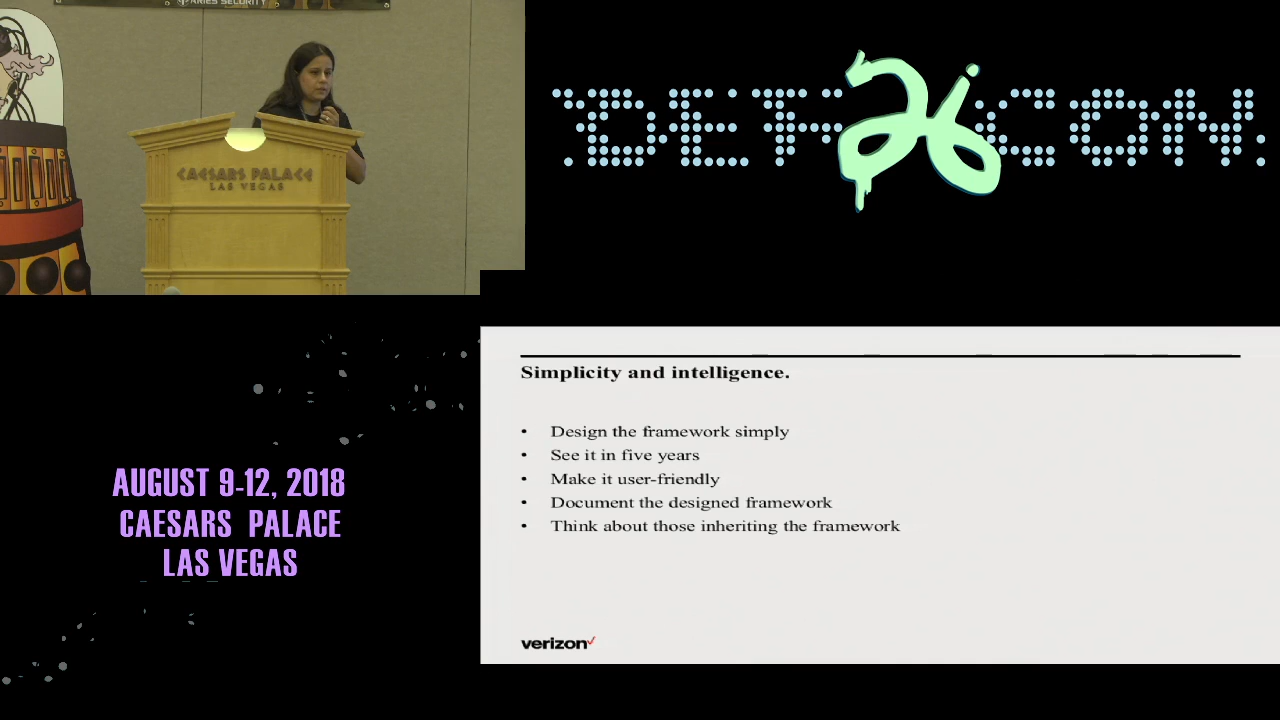 ARIES SECURITY
CAESARS PALACE
LAS VEGAS
DEF CON
26
AUGUST 9-12, 2018
CAESARS PALACE
LAS VEGAS
Simplicity and intelligence.
• Design the framework simply
• See it in five years
• Make it user-friendly
• Document the designed framework
• Think about those inheriting the framework
verizon✓